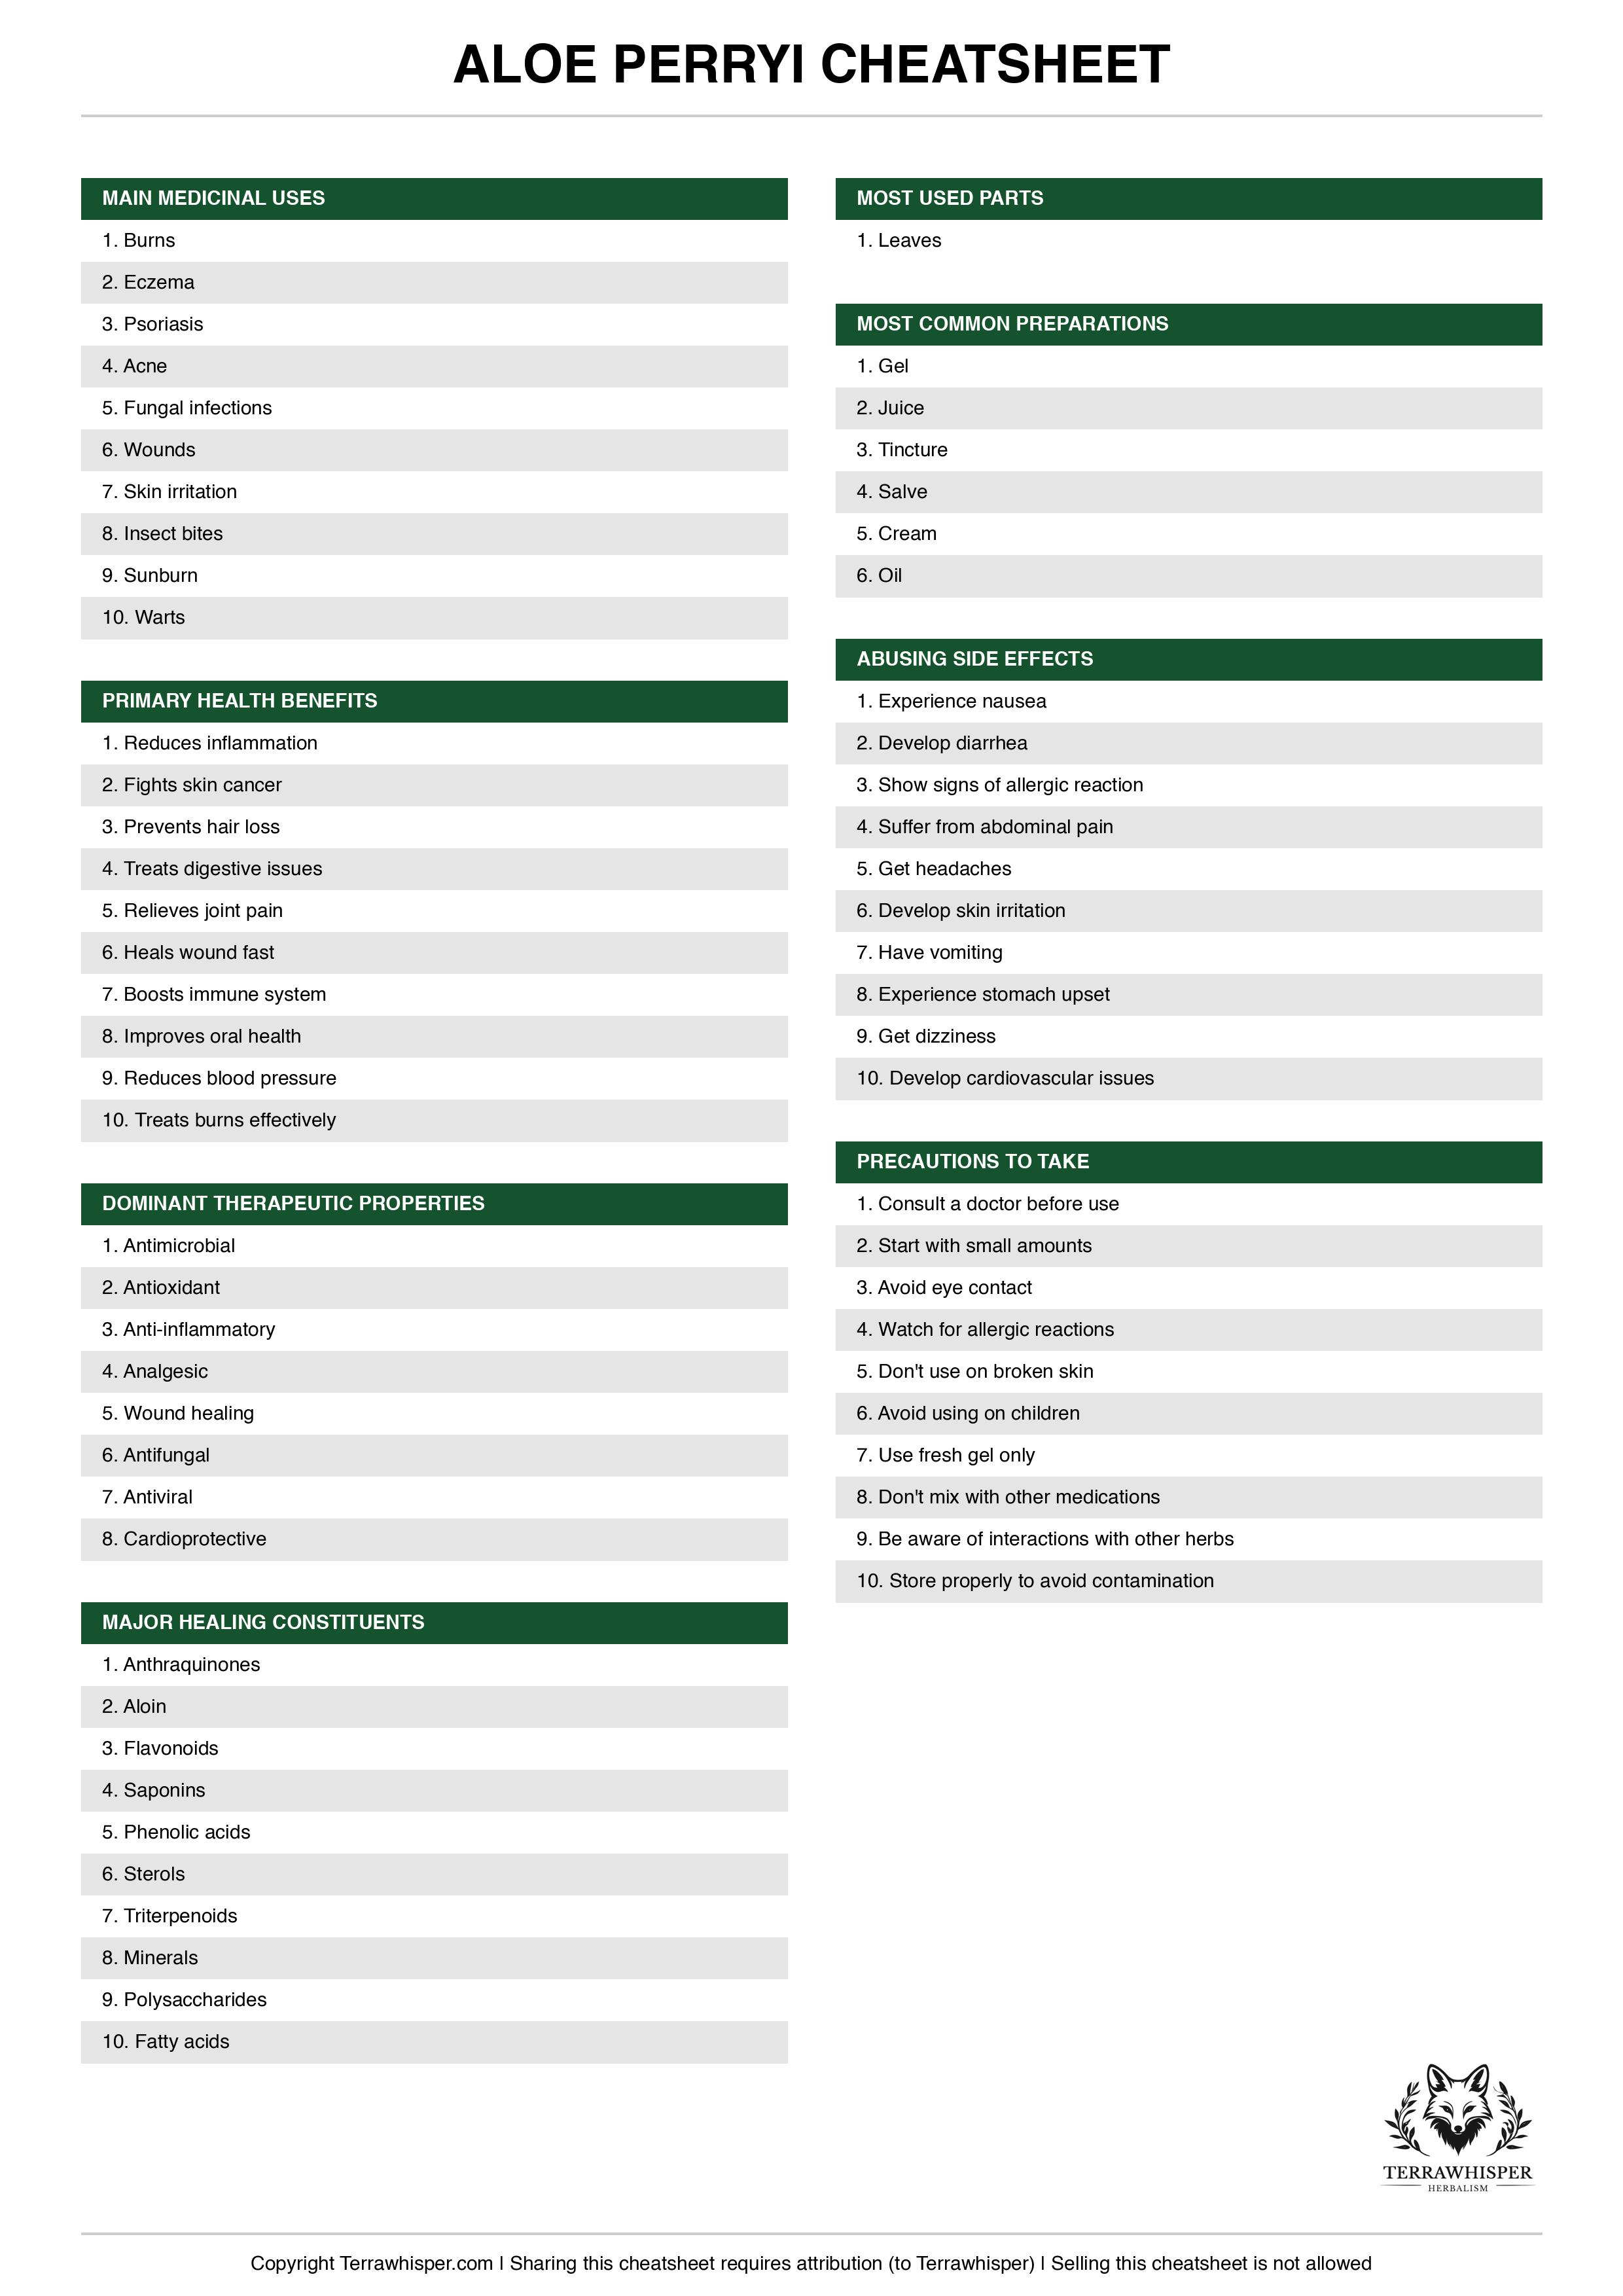 ALOE PERRYI CHEATSHEET
MAIN MEDICINAL USES
1. Burns
2. Eczema
3. Psoriasis
4. Acne
5. Fungal infections
6. Wounds
7. Skin irritation
8. Insect bites
9. Sunburn
10. Warts
PRIMARY HEALTH BENEFITS
1. Reduces inflammation
2. Fights skin cancer
3. Prevents hair loss
4. Treats digestive issues
5. Relieves joint pain
6. Heals wound fast
7. Boosts immune system
8. Improves oral health
9. Reduces blood pressure
10. Treats burns effectively
DOMINANT THERAPEUTIC PROPERTIES
1. Antimicrobial
2. Antioxidant
3. Anti-inflammatory
4. Analgesic
5. Wound healing
6. Antifungal
7. Antiviral
8. Cardioprotective
MAJOR HEALING CONSTITUENTS
1. Anthraquinones
2. Aloin
3. Flavonoids
4. Saponins
5. Phenolic acids
6. Sterols
7. Triterpenoids
8. Minerals
9. Polysaccharides
10. Fatty acids
MOST USED PARTS
1. Leaves
MOST COMMON PREPARATIONS
1. Gel
2. Juice
3. Tincture
4. Salve
5. Cream
6. Oil
ABUSING SIDE EFFECTS
1. Experience nausea
2. Develop diarrhea
3. Show signs of allergic reaction
4. Suffer from abdominal pain
5. Get headaches
6. Develop skin irritation
7. Have vomiting
8. Experience stomach upset
9. Get dizziness
10. Develop cardiovascular issues
PRECAUTIONS TO TAKE
1. Consult a doctor before use
2. Start with small amounts
3. Avoid eye contact
4. Watch for allergic reactions
5. Don't use on broken skin
6. Avoid using on children
7. Use fresh gel only
8. Don't mix with other medications
9. Be aware of interactions with other herbs
10. Store properly to avoid contamination
TERRAWHISPER
HERBALISM
Copyright Terrawhisper.com | Sharing this cheatsheet requires attribution (to Terrawhisper) | Selling this cheatsheet is not allowed